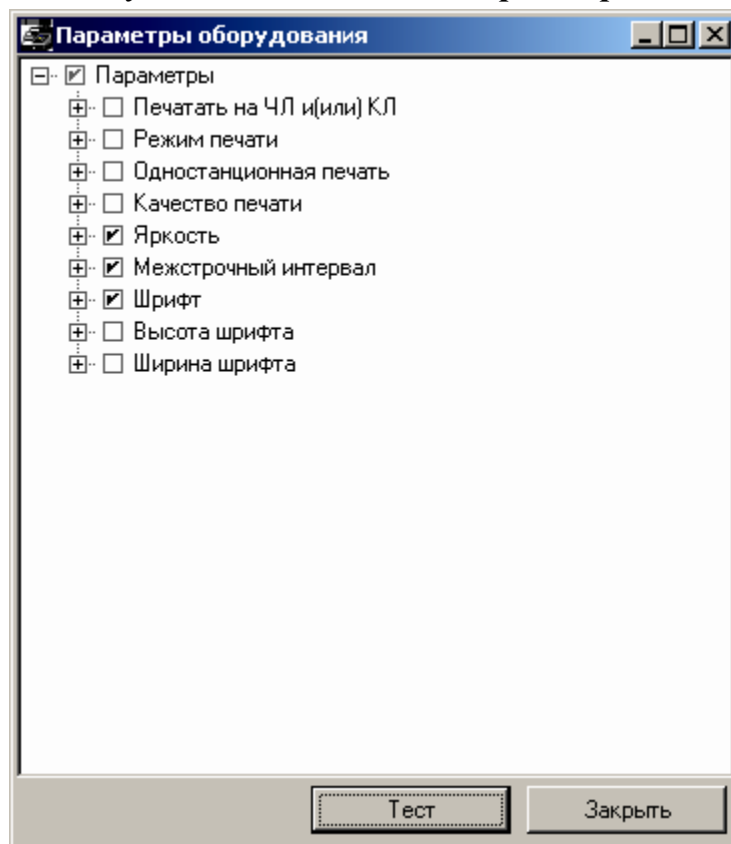 Параметры оборудования
Параметры
Печатать на ЧЛ и(или) КЛ
Режим печати
Одностанционная печать
Качество печати
Яркость
Межстрочный интервал
Шрифт
Высота шрифта
Ширина шрифта
Тест
Закрыть